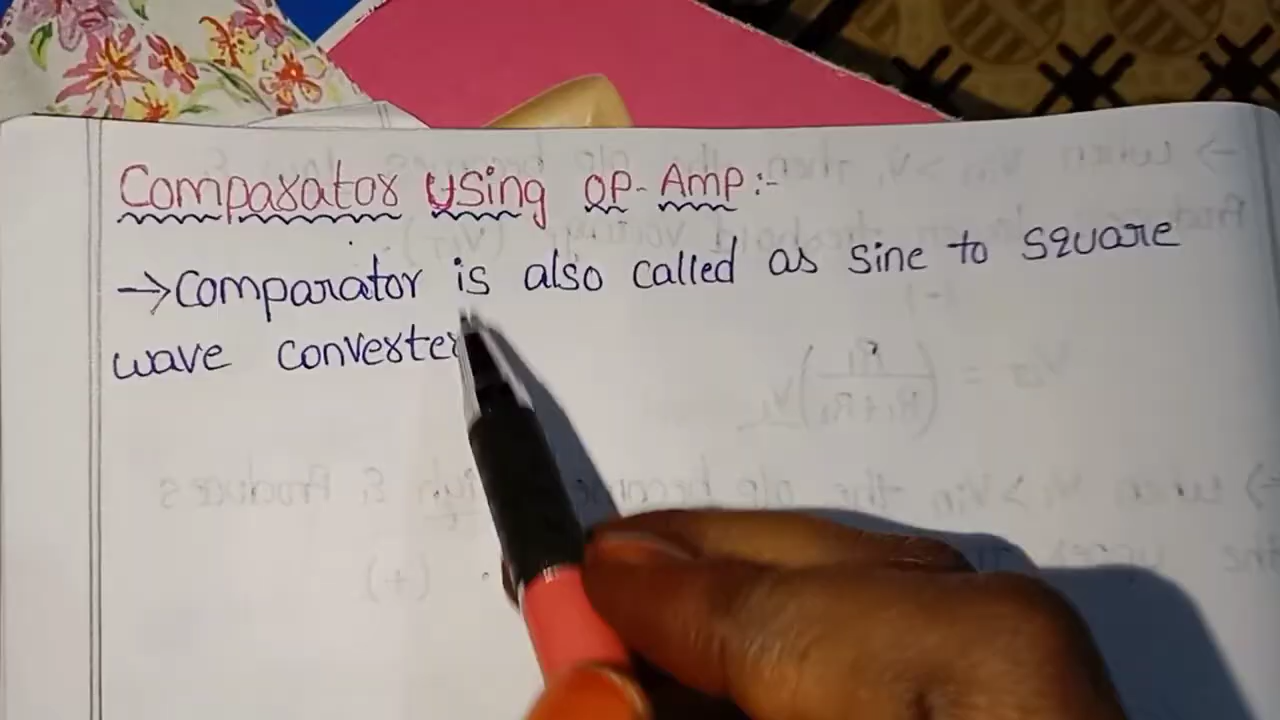 Comparator Using OP-AMP:-
→ Comparator is also called as Sine to square
wave converter